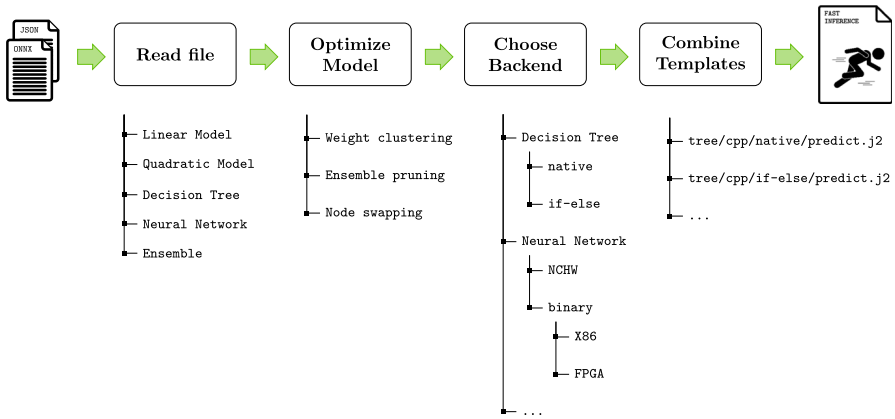 JSON
ONNX
Read file
Optimize
Model
Choose
Backend
Combine
Templates
FAST
INFERENCE
Linear Model
Quadratic Model
Decision Tree
Neural Network
Ensemble
Weight clustering
Ensemble pruning
Node swapping
Decision Tree
native
if-else
Neural Network
NCHW
binary
X86
FPGA
...
tree/cpp/native/predict.j2
tree/cpp/if-else/predict.j2
...